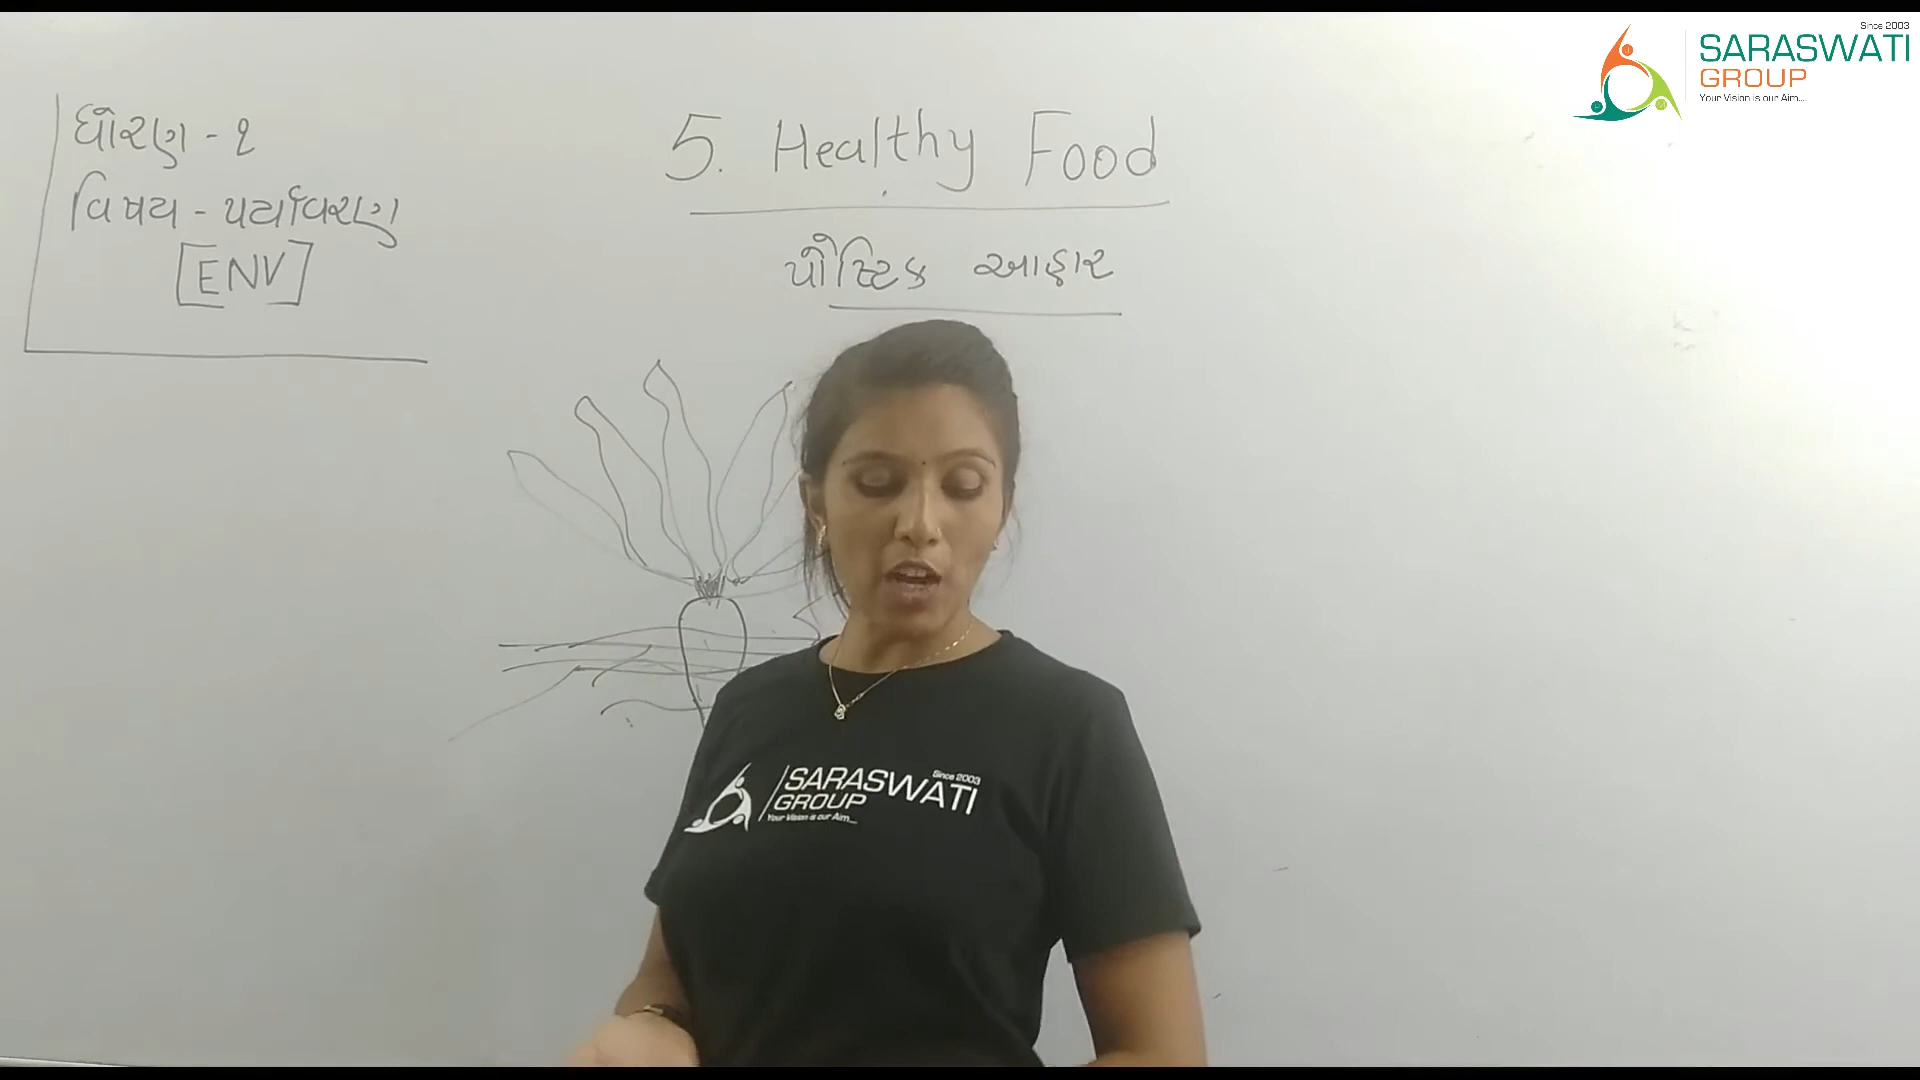 ધોરણ - ૧
વિષય - પર્યાવરણ
[ENV]
5. Healthy Food
પૌષ્ટિક આહાર
Since 2003
SARASWATI
GROUP
Your Vision is our Aim....
Since 2003
SARASWATI
GROUP
Your Vision is our Aim....